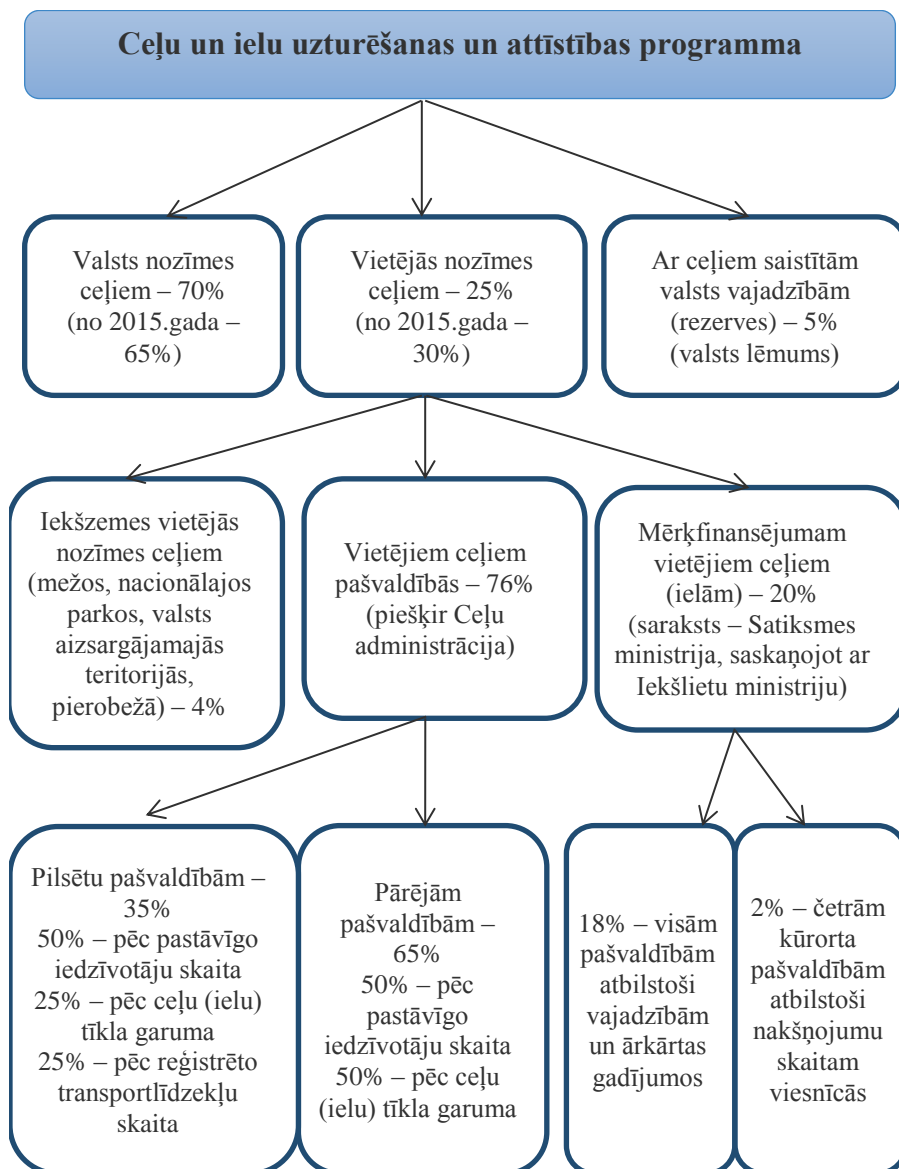 Ceļu un ielu uzturēšanas un attīstības programma
Valsts nozīmes
ceļiem – 70%
(no 2015.gada –
65%)
Vietējās nozīmes
ceļiem – 25%
(no 2015.gada –
30%)
Ar ceļiem saistītām
valsts vajadzībām
(rezerves) – 5%
(valsts lēmums)
Iekšzemes vietējās
nozīmes ceļiem
(mežos, nacionālajos
parkos, valsts
aizsargājamajās
teritorijās,
pierobežā) – 4%
Vietējiem ceļiem
pašvaldībās – 76%
(piešķir Ceļu
administrācija)
Mērķfinansējumam
vietējiem ceļiem
(ielām) – 20%
(saraksts – Satiksmes
ministrija, saskaņojot ar
Iekšlietu ministriju)
Pilsētu pašvaldībām –
35%
50% – pēc pastāvīgo
iedzīvotāju skaita
25% – pēc ceļu (ielu)
tīkla garuma
25% – pēc reģistrēto
transportlīdzekļu
skaita
Pārējām
pašvaldībām –
65%
50% – pēc
pastāvīgo
iedzīvotāju skaita
50% – pēc ceļu
(ielu) tīkla garuma
18% – visām
pašvaldībām
atbilstoši
vajadzībām
un ārkārtas
gadījumos
2% – četrām
kūrorta
pašvaldībām
atbilstoši
nakšņojumu
skaitam
viesnīcās